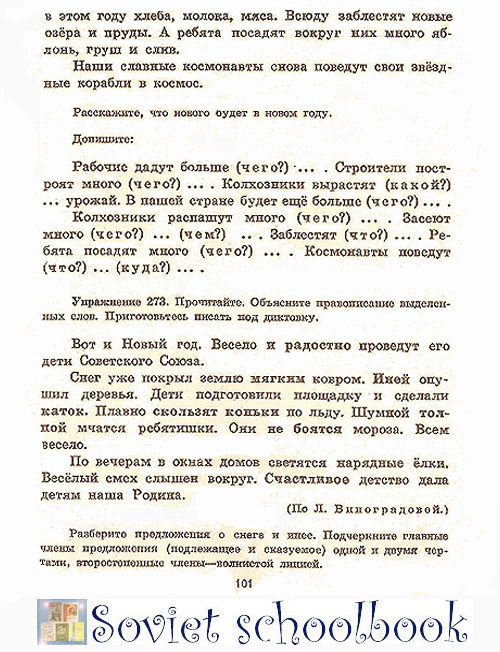 в этом году хлеба, молока, мяса. Всюду заблестят новые
озёра и пруды. А ребята посадят вокруг них много яб-
лонь, груш и слив.
Наши славные космонавты снова поведут свои звёзд-
ные корабли в космос.
Расскажите, что нового будет в новом году.
Допишите:
Рабочие дадут больше (чего?) ... . Строители пост-
роят много (чего?) ... . Колхозники вырастят (какой?)
... урожай. В нашей стране будет ещё больше (чего?) ... .
Колхозники распашут много (чего?) ... . Засеют
много (чего?) ... (чем?) ... . Заблестят (что?) ... . Ре-
бята посадят много (чего?) ... . Космонавты поведут
(что?) ... (куда?) ... .
Упражнение 273. Прочитайте. Объясните правописание выделен-
ных слов. Приготовьтесь писать под диктовку.
Вот и Новый год. Весело и радостно проведут его
дети Советского Союза.
Снег уже покрыл землю мягким ковром. Иней опу-
шил деревья. Дети подготовили площадку и сделали
каток. Плавно скользят коньки по льду. Шумной тол-
пой мчатся ребятишки. Они не боятся мороза. Всем
весело.
По вечерам в окнах домов светятся нарядные ёлки.
Весёлый смех слышен вокруг. Счастливое детство дала
детям наша Родина.
(По Л. Виноградовой.)
Разберите предложения о снеге и инее. Подчеркните главные
члены предложения (подлежащее и сказуемое) одной и двумя чер-
тами, второстепенные члены—волнистой линией.
101
Soviet schoolbook